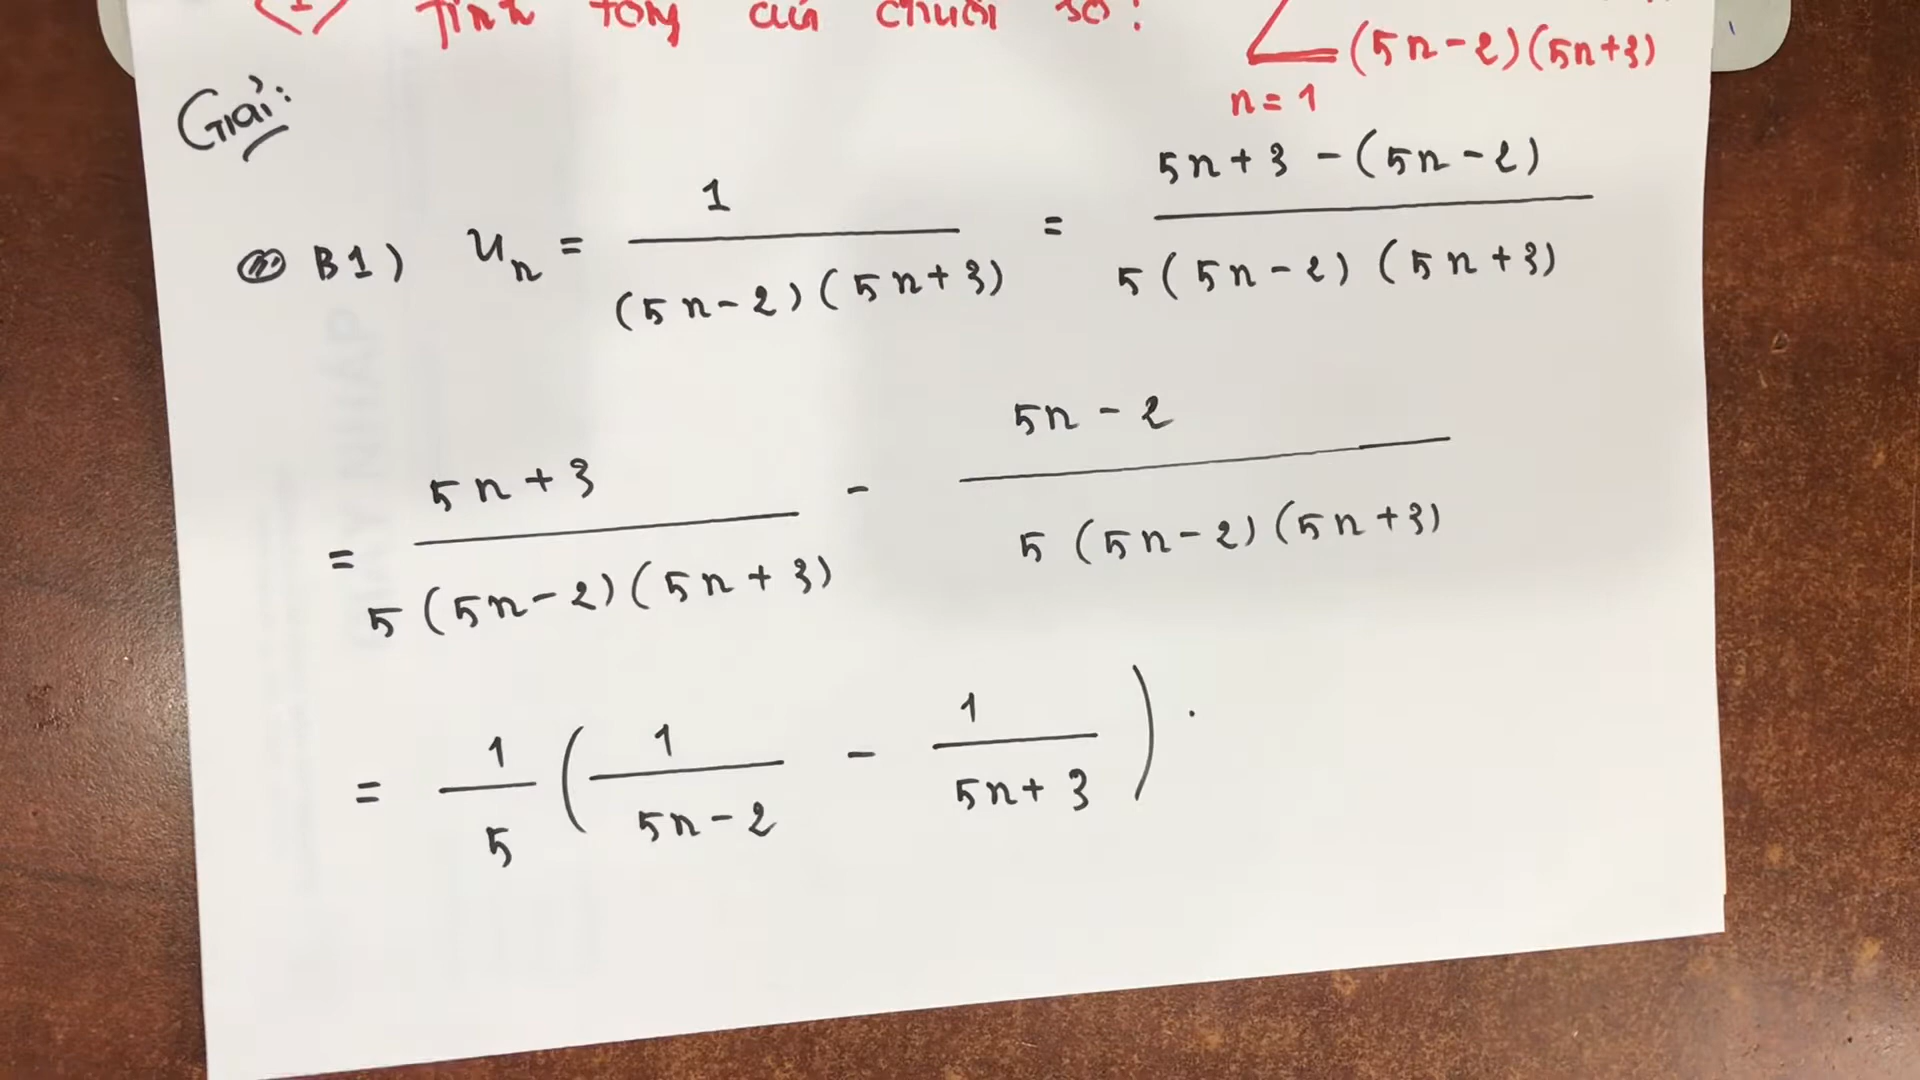 Tính tổng của chuỗi số: Σ (5n-2)(5n+3)
n=1
Giải:
B1) uₙ = 1 / (5n-2)(5n+3) = 5n+3-(5n-2) / 5(5n-2)(5n+3)
= 5n+3 / 5(5n-2)(5n+3) - 5n-2 / 5(5n-2)(5n+3)
= 1/5 (1/5n-2 - 1/5n+3).